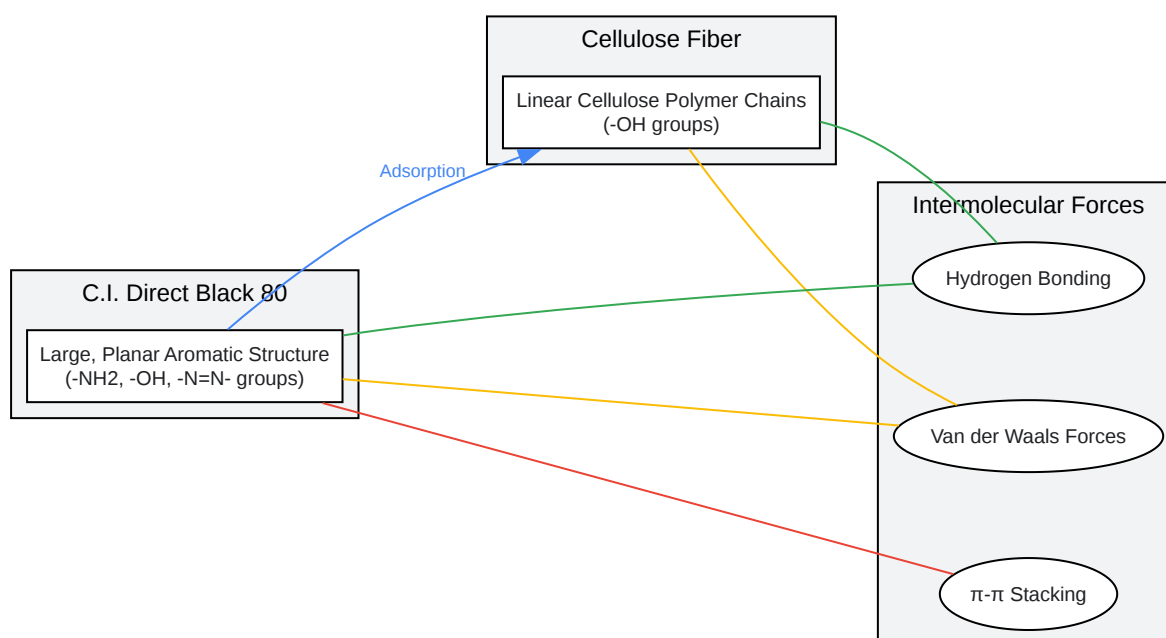 Cellulose Fiber
Linear Cellulose Polymer Chains
(-OH groups)
Adsorption
Intermolecular Forces
Hydrogen Bonding
C.I. Direct Black 80
Large, Planar Aromatic Structure
(-NH2, -OH, -N=N- groups)
Van der Waals Forces
π-π Stacking